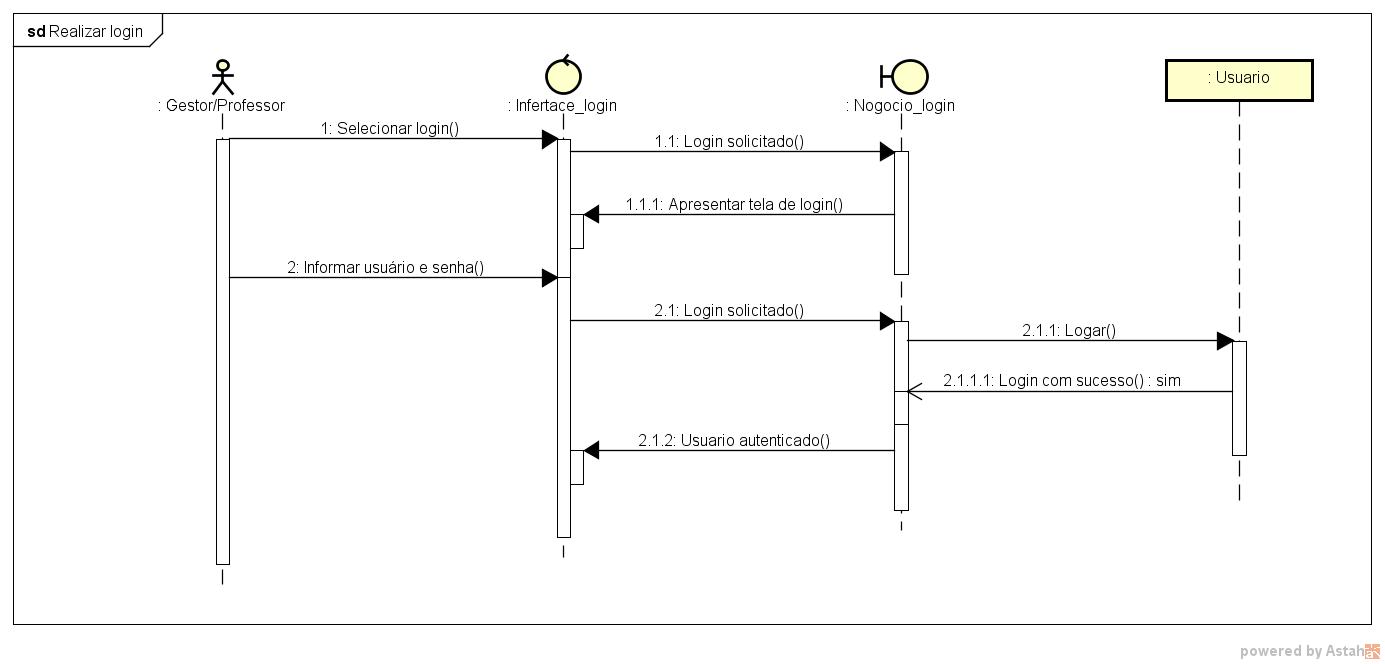 sd Realizar login
: Gestor/Professor
: Infertace_login
: Nogocio_login
: Usuario
1: Selecionar login()
1.1: Login solicitado()
1.1.1: Apresentar tela de login()
2: Informar usuário e senha()
2.1: Login solicitado()
2.1.1: Logar()
2.1.1.1: Login com sucesso() : sim
2.1.2: Usuario autenticado()
powered by Astah